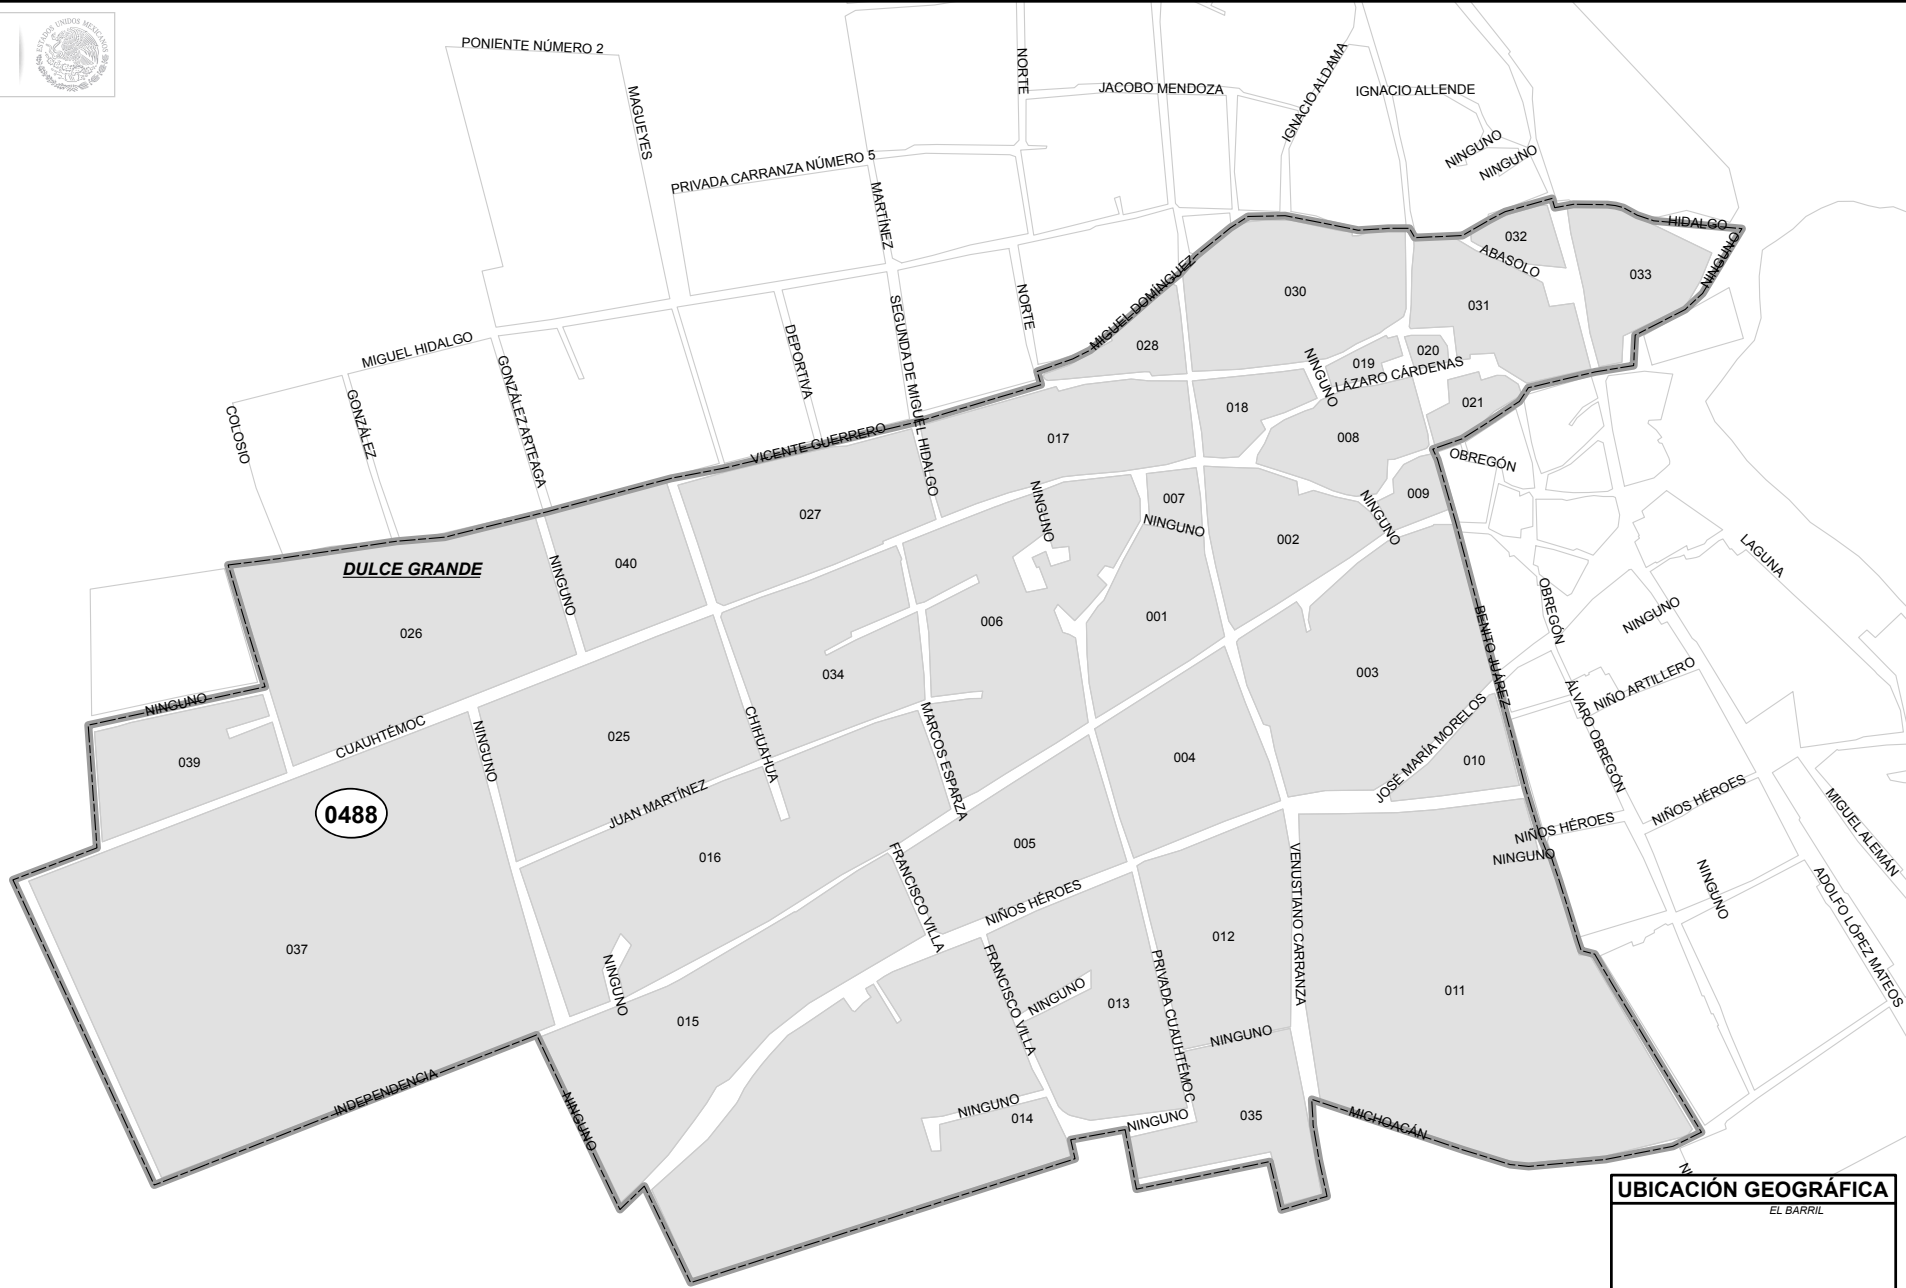 ESTADOS UNIDOS MEXICANOS
PONIENTE NÚMERO 2
MAGUEYES
NORTE
JACOBO MENDOZA
IGNACIO ALDAMA
IGNACIO ALLENDE
NINGUNO
NINGUNO
PRIVADA CARRANZA NÚMERO 5
MARTÍNEZ
HIDALGO
NINGUNO
032
ABASOLO
033
030
031
MIGUEL DOMÍNGUEZ
028
NORTE
SEGUNDA DE MIGUEL HIDALGO
DEPORTIVA
MIGUEL HIDALGO
GONZÁLEZ ARTEAGA
GONZÁLEZ
COLOSIO
NINGUNO
019
020
LÁZARO CÁRDENAS
018
021
008
017
VICENTE GUERRERO
OBREGÓN
009
007
NINGUNO
NINGUNO
NINGUNO
027
002
040
NINGUNO
DULCE GRANDE
026
LAGUNA
OBREGÓN
NINGUNO
BENITO JUÁREZ
006
001
003
034
NIÑO ARTILLERO
ÁLVARO OBREGÓN
JOSÉ MARÍA MORELOS
NINGUNO
CUAUHTÉMOC
NINGUNO
025
CHIHUAHUA
MARCOS ESPARZA
004
010
039
JUAN MARTÍNEZ
0488
NIÑOS HÉROES
NIÑOS HÉROES
NINGUNO
MIGUEL ALEMÁN
016
005
FRANCISCO VILLA
NIÑOS HÉROES
VENUSTIANO CARRANZA
NINGUNO
ADOLFO LÓPEZ MATEOS
037
012
FRANCISCO VILLA
NINGUNO
NINGUNO
013
PRIVADA CUAUHTÉMOC
011
015
NINGUNO
INDEPENDENCIA
NINGUNO
NINGUNO
014
NINGUNO
035
MICHOACÁN
UBICACIÓN GEOGRÁFICA
EL BARRIL